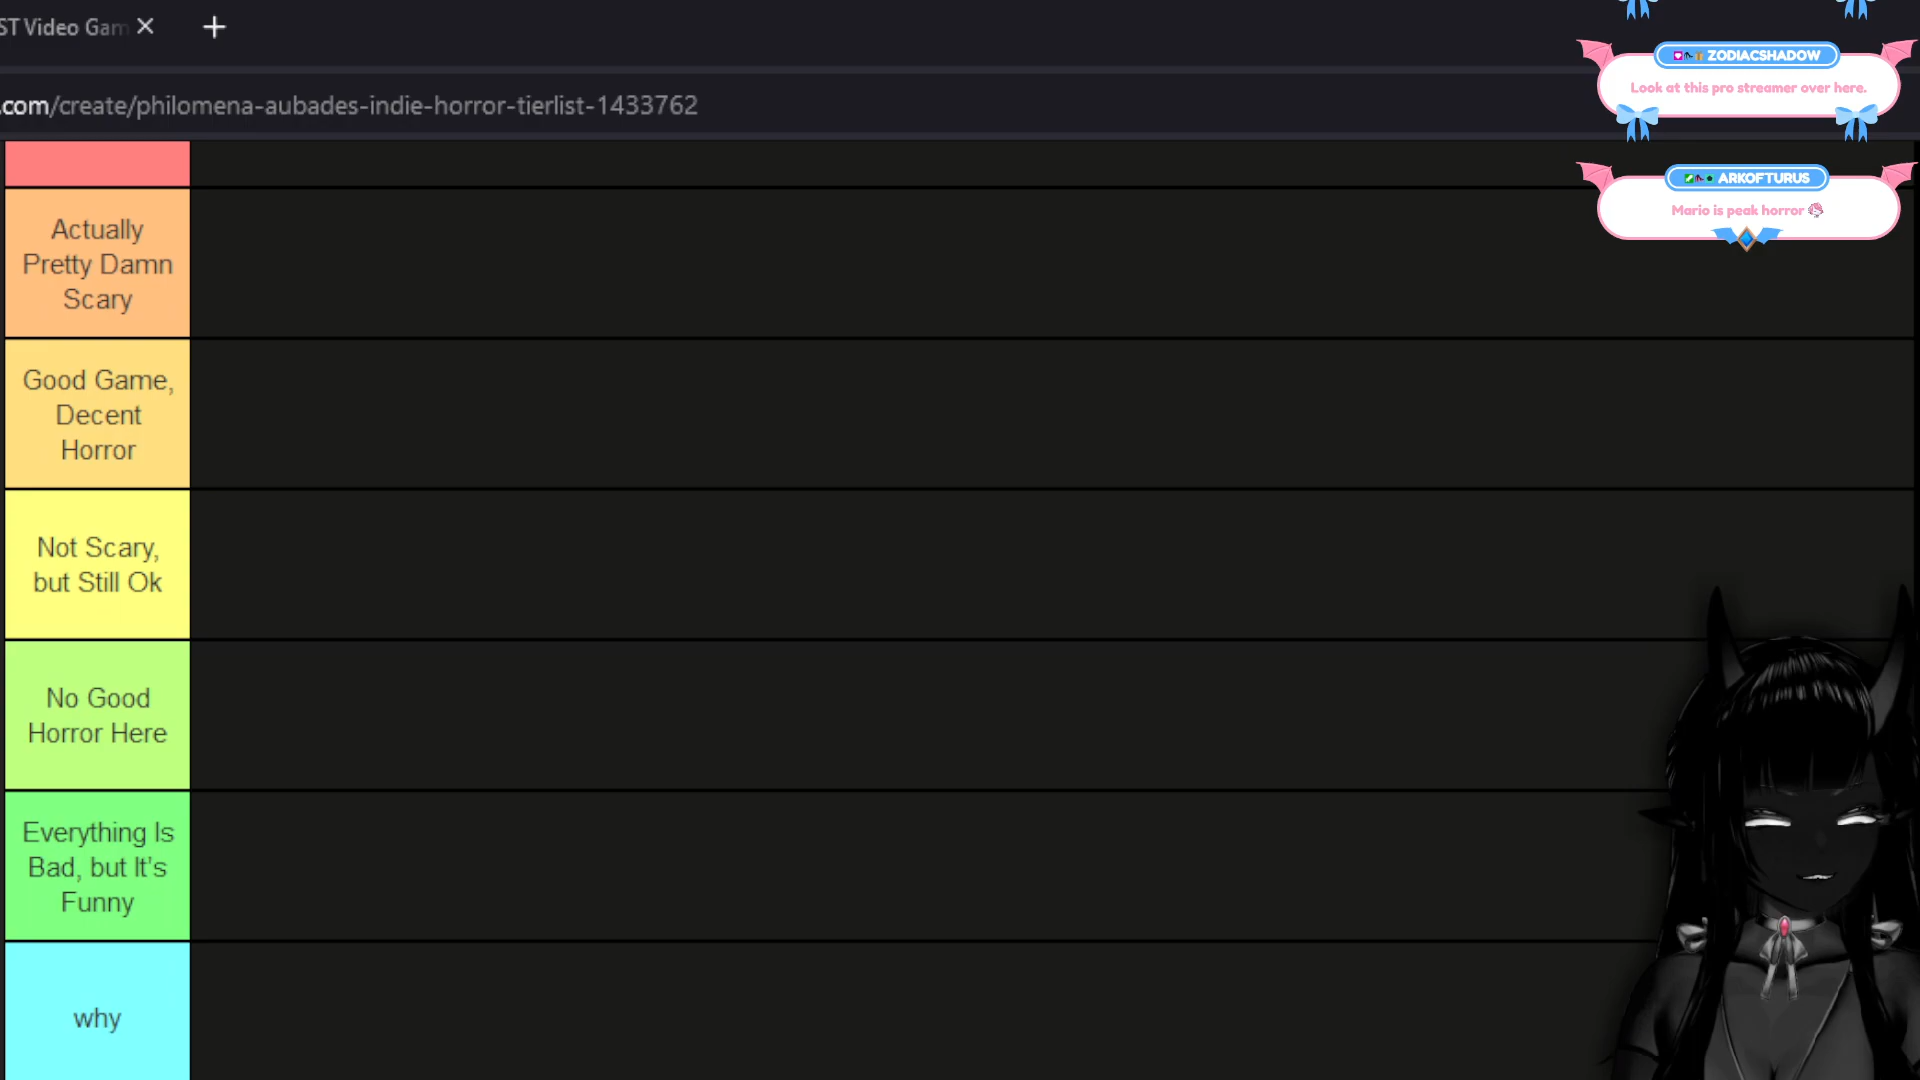 ST Video Gam
.com/create/philomena-aubades-indie-horror-tierlist-1433762
ZODIACSHADOW
Look at this pro streamer over here.
ARKOFTURUS
Mario is peak horror
Actually
Pretty Damn
Scary
Good Game,
Decent
Horror
Not Scary,
but Still Ok
No Good
Horror Here
Everything Is
Bad, but It's
Funny
why